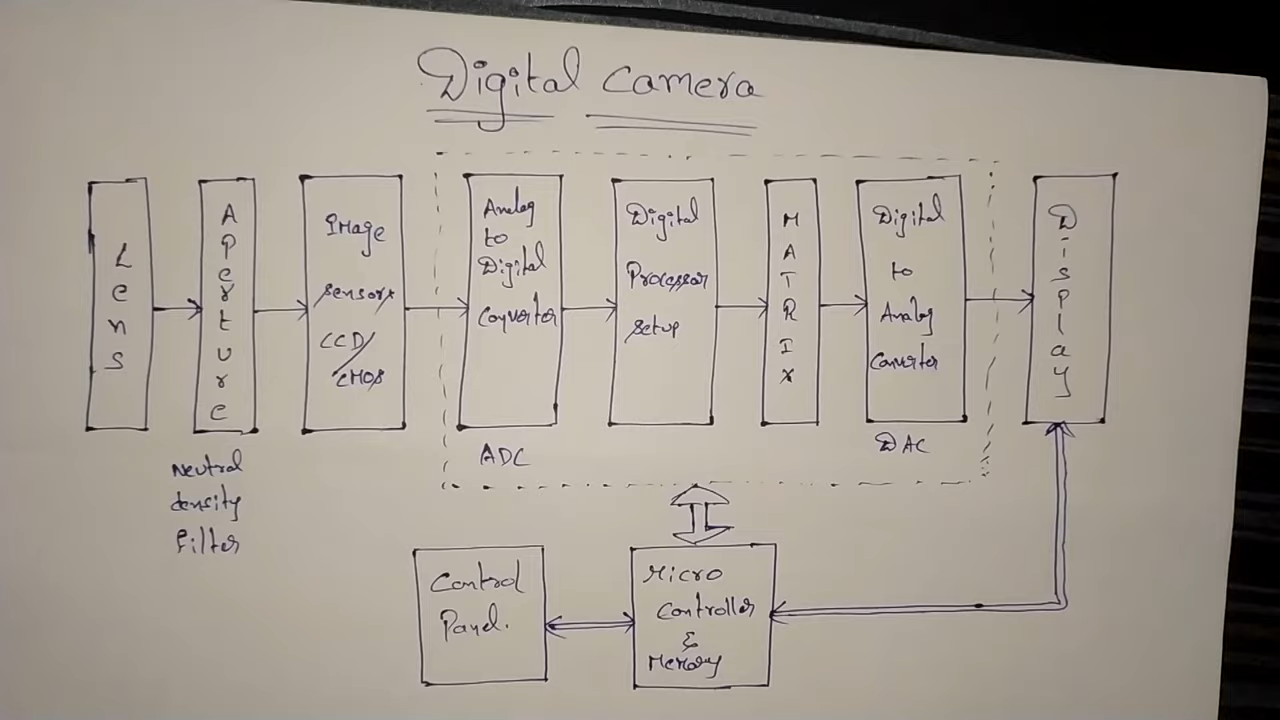 Digital Camera
Lens
Aperture
Image
Sensors
CCD/
CMOS
Analog
to
Digital
Converter
Digital
Processor
Setup
MATRIX
Digital
to
Analog
Converter
Display
ADC
DAC
Neutral
density
Filter
Control
Panel.
Micro
Controller
&
Memory